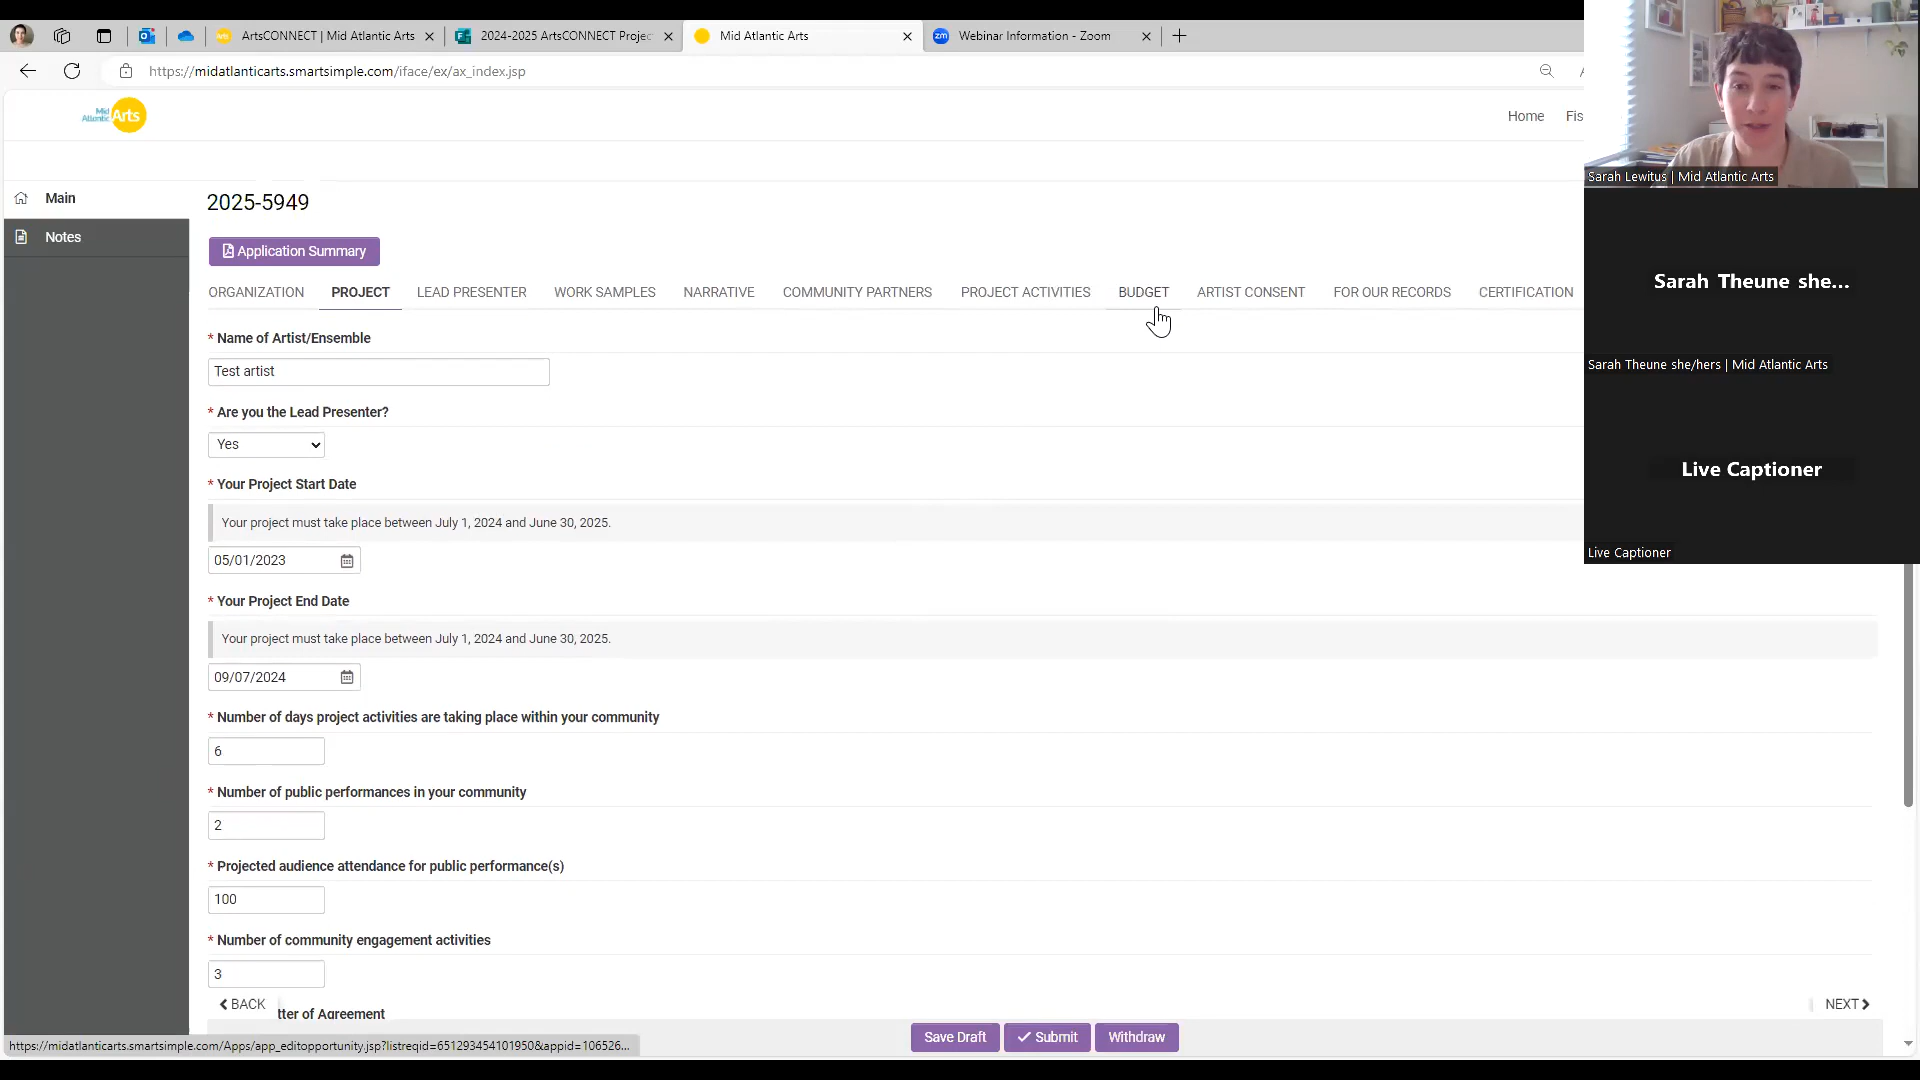 ArtsCONNECT | Mid Atlantic Arts
2024-2025 ArtsCONNECT Projec
Mid Atlantic Arts
Webinar Information - Zoom
https://midatlanticarts.smartsimple.com/iface/ex/ax_index.jsp
Mid Atlantic Arts
Home
Fis
Sarah Lewitus | Mid Atlantic Arts
Main
Notes
2025-5949
Application Summary
ORGANIZATION
PROJECT
LEAD PRESENTER
WORK SAMPLES
NARRATIVE
COMMUNITY PARTNERS
PROJECT ACTIVITIES
BUDGET
ARTIST CONSENT
FOR OUR RECORDS
CERTIFICATION
Sarah Theune she...
Sarah Theune she/hers | Mid Atlantic Arts
Live Captioner
Live Captioner
* Name of Artist/Ensemble
Test artist
* Are you the Lead Presenter?
Yes
* Your Project Start Date
Your project must take place between July 1, 2024 and June 30, 2025.
05/01/2023
* Your Project End Date
Your project must take place between July 1, 2024 and June 30, 2025.
09/07/2024
* Number of days project activities are taking place within your community
6
* Number of public performances in your community
2
* Projected audience attendance for public performance(s)
100
* Number of community engagement activities
3
BACK
NEXT
tter of Agreement
Save Draft
Submit
Withdraw
https://midatlanticarts.smartsimple.com/Apps/app_editopportunity.jsp?listreqid=651293454101950&appid=106526...